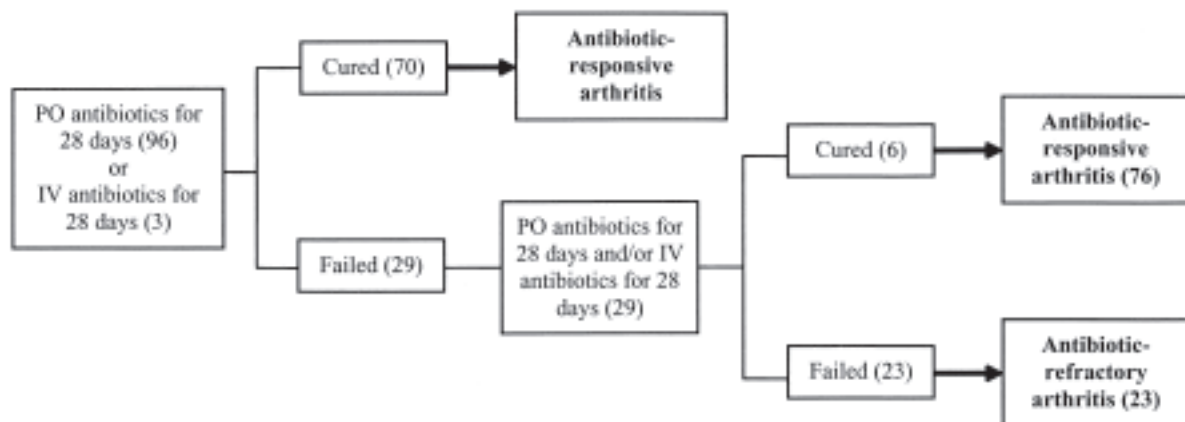 PO antibiotics for
28 days (96)
or
IV antibiotics for
28 days (3)
Cured (70)
Antibiotic-
responsive
arthritis
Failed (29)
PO antibiotics for
28 days and/or IV
antibiotics for 28
days (29)
Cured (6)
Antibiotic-
responsive
arthritis (76)
Failed (23)
Antibiotic-
refractory
arthritis (23)